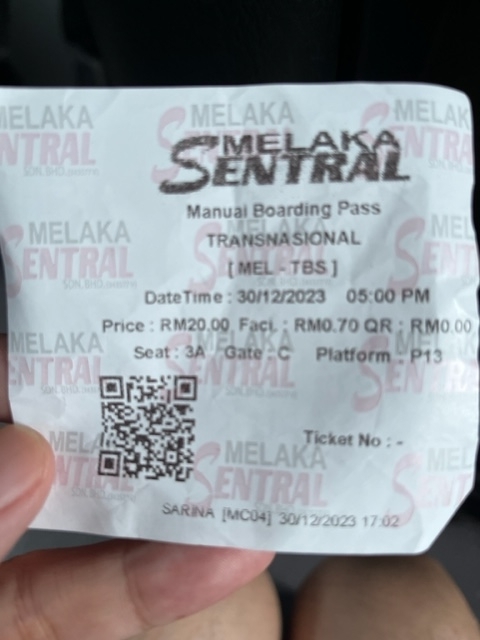 MELAKA
SENTRAL
Manual Boarding Pass
TRANSNASIONAL
[ MEL - TBS ]
DateTime : 30/12/2023 05:00 PM
Price : RM20.00 Faci. : RM0.70 QR : RM0.00
Seat : 3A Gate : C Platform : P13
Ticket No : -
SARINA [MC04] 30/12/2023 17:02